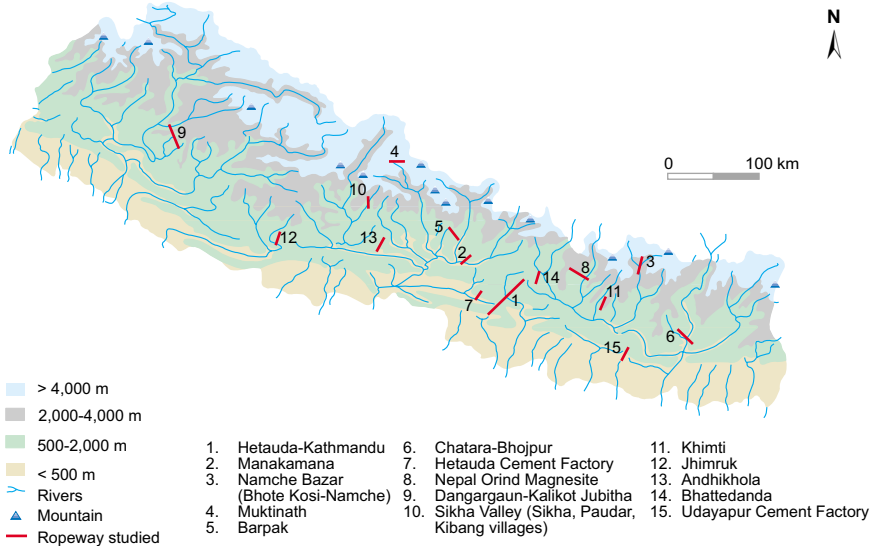 N
0 100 km
9
4
10
5
12
13
2
14
8
3
7
1
11
15
6
> 4,000 m
2,000-4,000 m
500-2,000 m
< 500 m
Rivers
Mountain
Ropeway studied
1. Hetauda-Kathmandu
2. Manakamana
3. Namche Bazar
(Bhote Kosi-Namche)
4. Muktinath
5. Barpak
6. Chatara-Bhojpur
7. Hetauda Cement Factory
8. Nepal Orind Magnesite
9. Dangargaun-Kalikot Jubitha
10. Sikha Valley (Sikha, Paudar,
Kibang villages)
11. Khimti
12. Jhimruk
13. Andhikhola
14. Bhattedanda
15. Udayapur Cement Factory